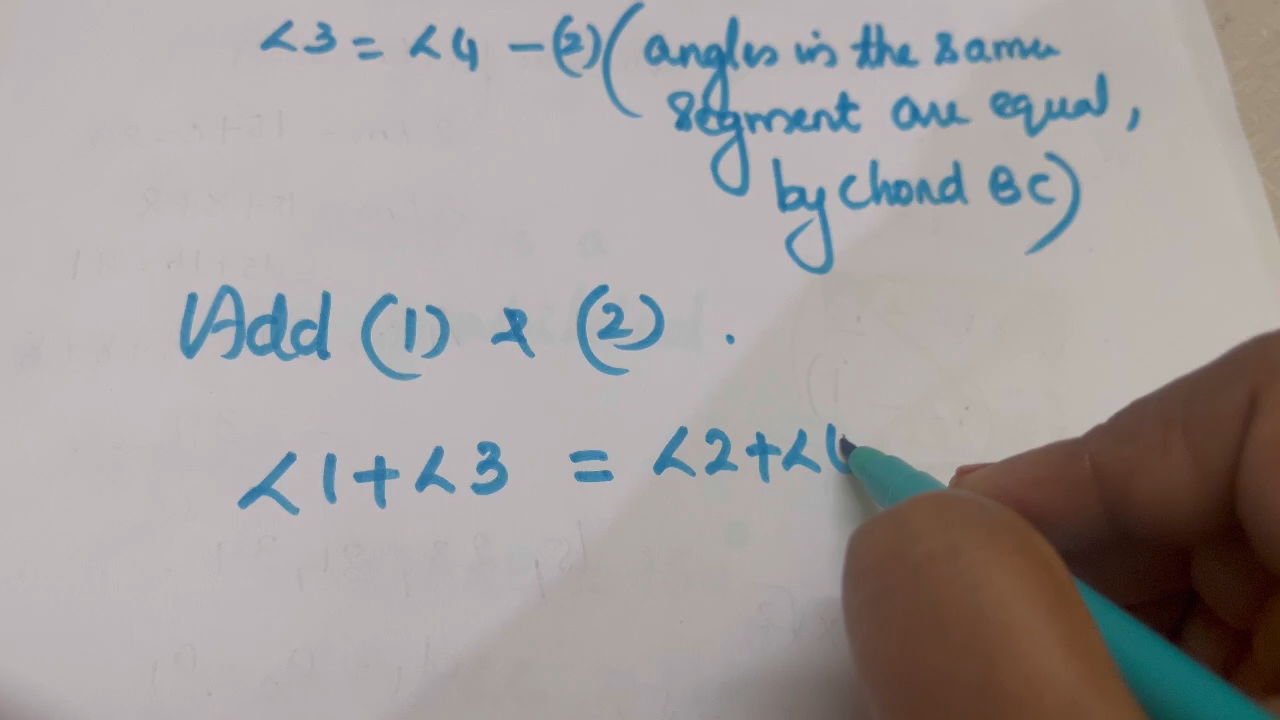 ∠3 = ∠4 - (2) (angles in the same
segment are equal,
by chord BC)
Add (1) & (2).
∠1+∠3 = ∠2+∠4